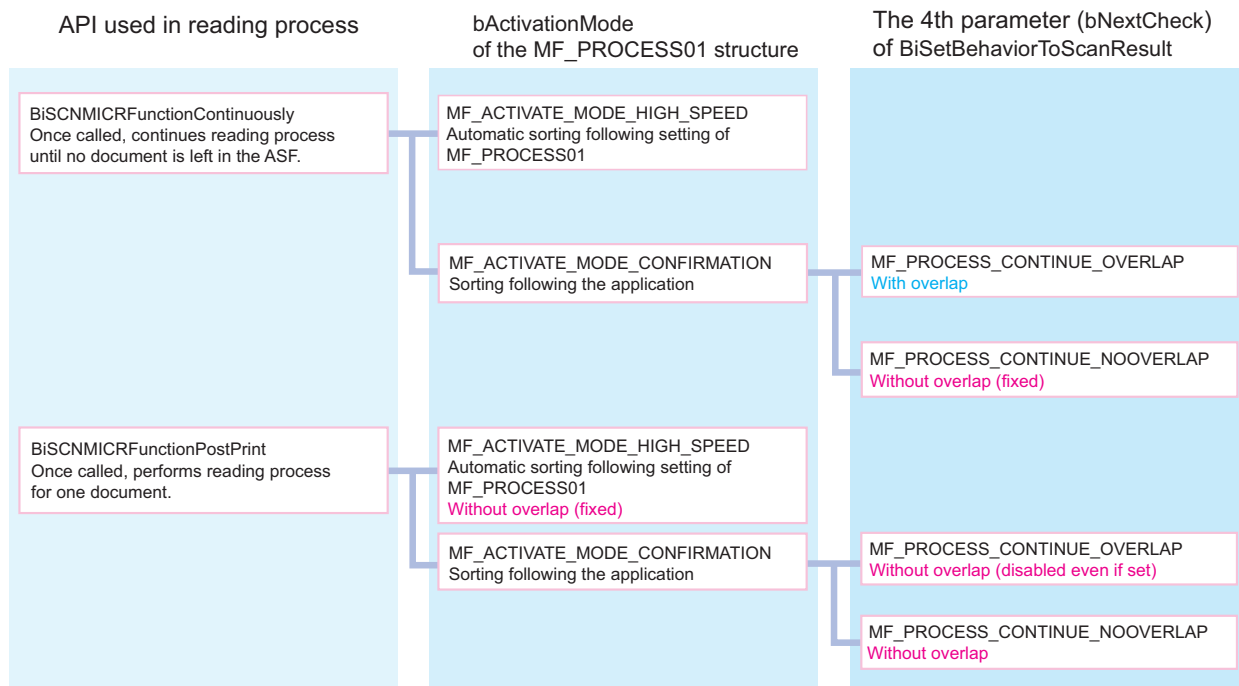 API used in reading process
bActivationMode
of the MF_PROCESS01 structure
The 4th parameter (bNextCheck)
of BiSetBehaviorToScanResult
BiSCNMICRFunctionContinuously
Once called, continues reading process
until no document is left in the ASF.
MF_ACTIVATE_MODE_HIGH_SPEED
Automatic sorting following setting of
MF_PROCESS01
MF_ACTIVATE_MODE_CONFIRMATION
Sorting following the application
MF_PROCESS_CONTINUE_OVERLAP
With overlap
MF_PROCESS_CONTINUE_NOOVERLAP
Without overlap (fixed)
BiSCNMICRFunctionPostPrint
Once called, performs reading process
for one document.
MF_ACTIVATE_MODE_HIGH_SPEED
Automatic sorting following setting of
MF_PROCESS01
Without overlap (fixed)
MF_ACTIVATE_MODE_CONFIRMATION
Sorting following the application
MF_PROCESS_CONTINUE_OVERLAP
Without overlap (disabled even if set)
MF_PROCESS_CONTINUE_NOOVERLAP
Without overlap